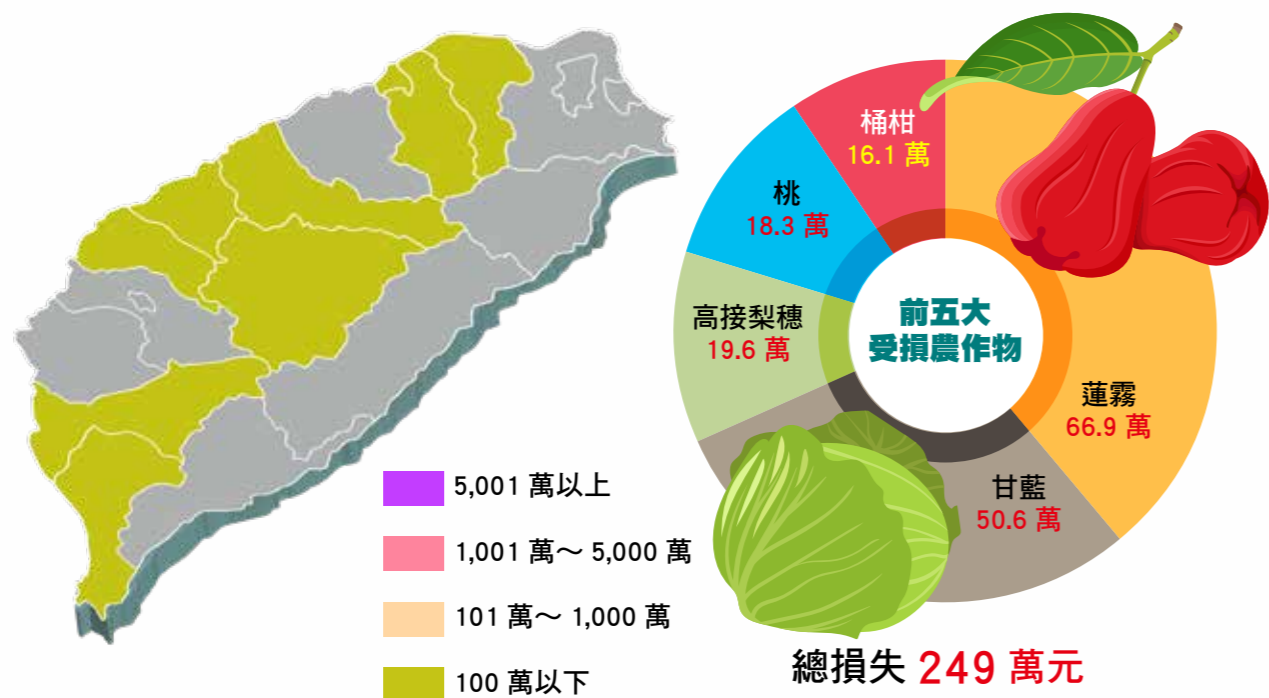 桶柑
16.1 萬
桃
18.3 萬
高接梨穗
19.6 萬
前五大
受損農作物
蓮霧
66.9 萬
甘藍
50.6 萬
5,001 萬以上
1,001 萬～ 5,000 萬
101 萬～ 1,000 萬
100 萬以下
總損失 249 萬元